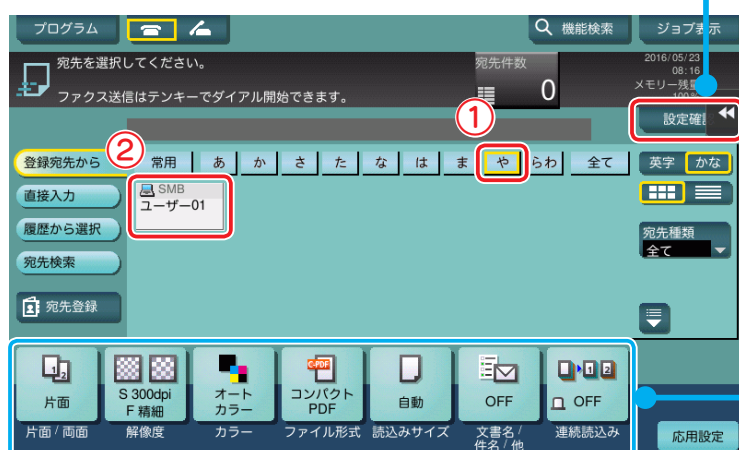 プログラム
機能検索
ジョブ表示
宛先を選択してください。
ファクス送信はテンキーでダイアル開始できます。
宛先件数
0
2016/05/23
08:16
メモリー残量
100%
設定確認
①
②
登録宛先から
常用 あ か さ た な は ま や らわ 全て
英字 かな
直接入力
SMB
ユーザー01
履歴から選択
宛先種類
全て
宛先検索
宛先登録
片面
S 300dpi
F 精細
オート
カラー
コンパクト
PDF
自動
OFF
OFF
片面 / 両面
解像度
カラー
ファイル形式
読込みサイズ
文書名 /
件名 / 他
連続読込み
応用設定